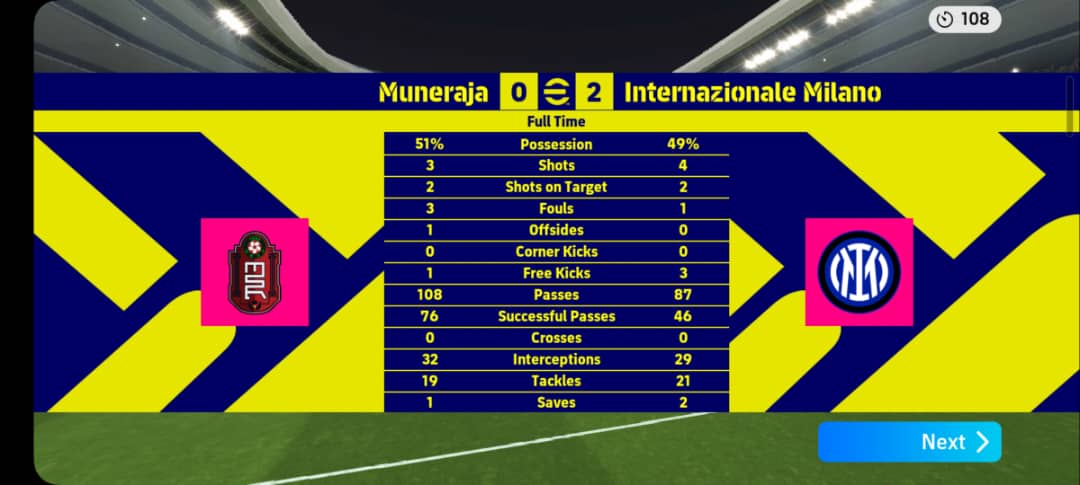 108
Muneraja 0 2 Internazionale Milano
Full Time
51% Possession 49%
3 Shots 4
2 Shots on Target 2
3 Fouls 1
1 Offsides 0
0 Corner Kicks 0
1 Free Kicks 3
108 Passes 87
76 Successful Passes 46
0 Crosses 0
32 Interceptions 29
19 Tackles 21
1 Saves 2
Next